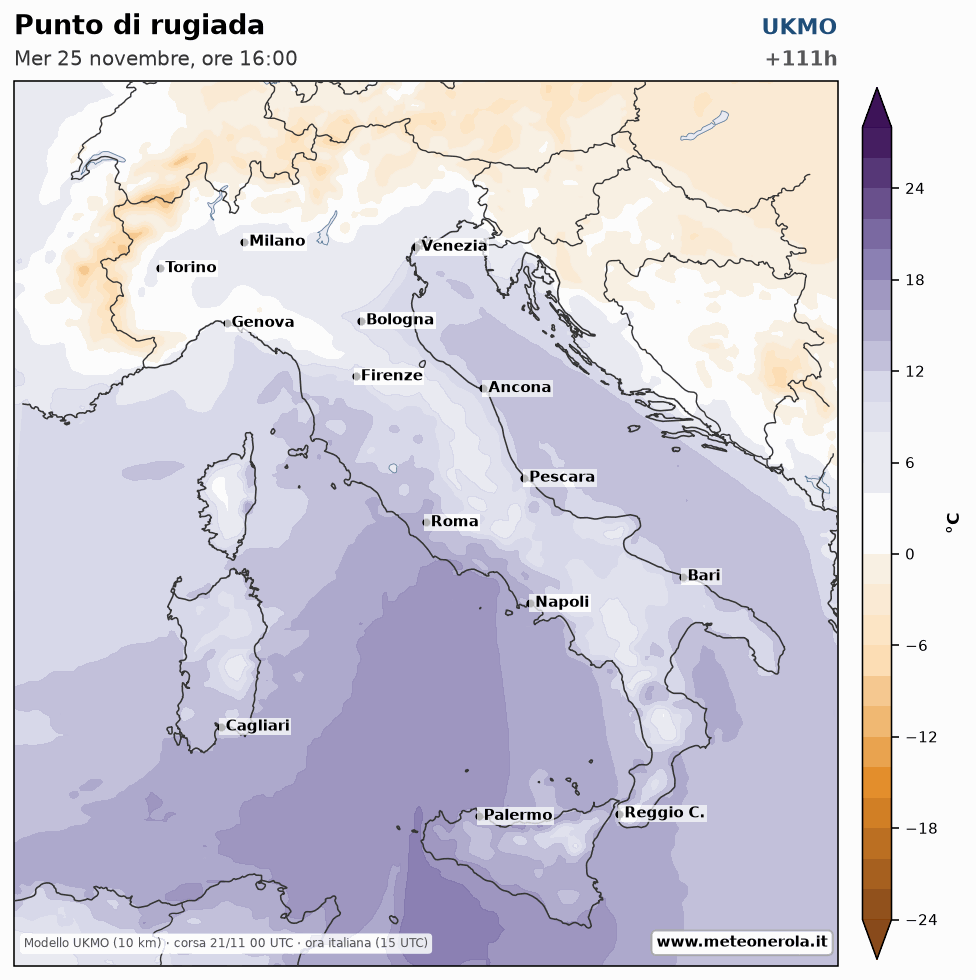 Punto di rugiada
UKMO
Mer 25 novembre, ore 16:00
+111h
Milano
Venezia
Torino
Genova
Bologna
Firenze
Ancona
Pescara
Roma
Bari
Napoli
Cagliari
Palermo
Reggio C.
24
18
12
6
0
−6
−12
−18
−24
°C
Modello UKMO (10 km) · corsa 21/11 00 UTC · ora italiana (15 UTC)
www.meteonerola.it